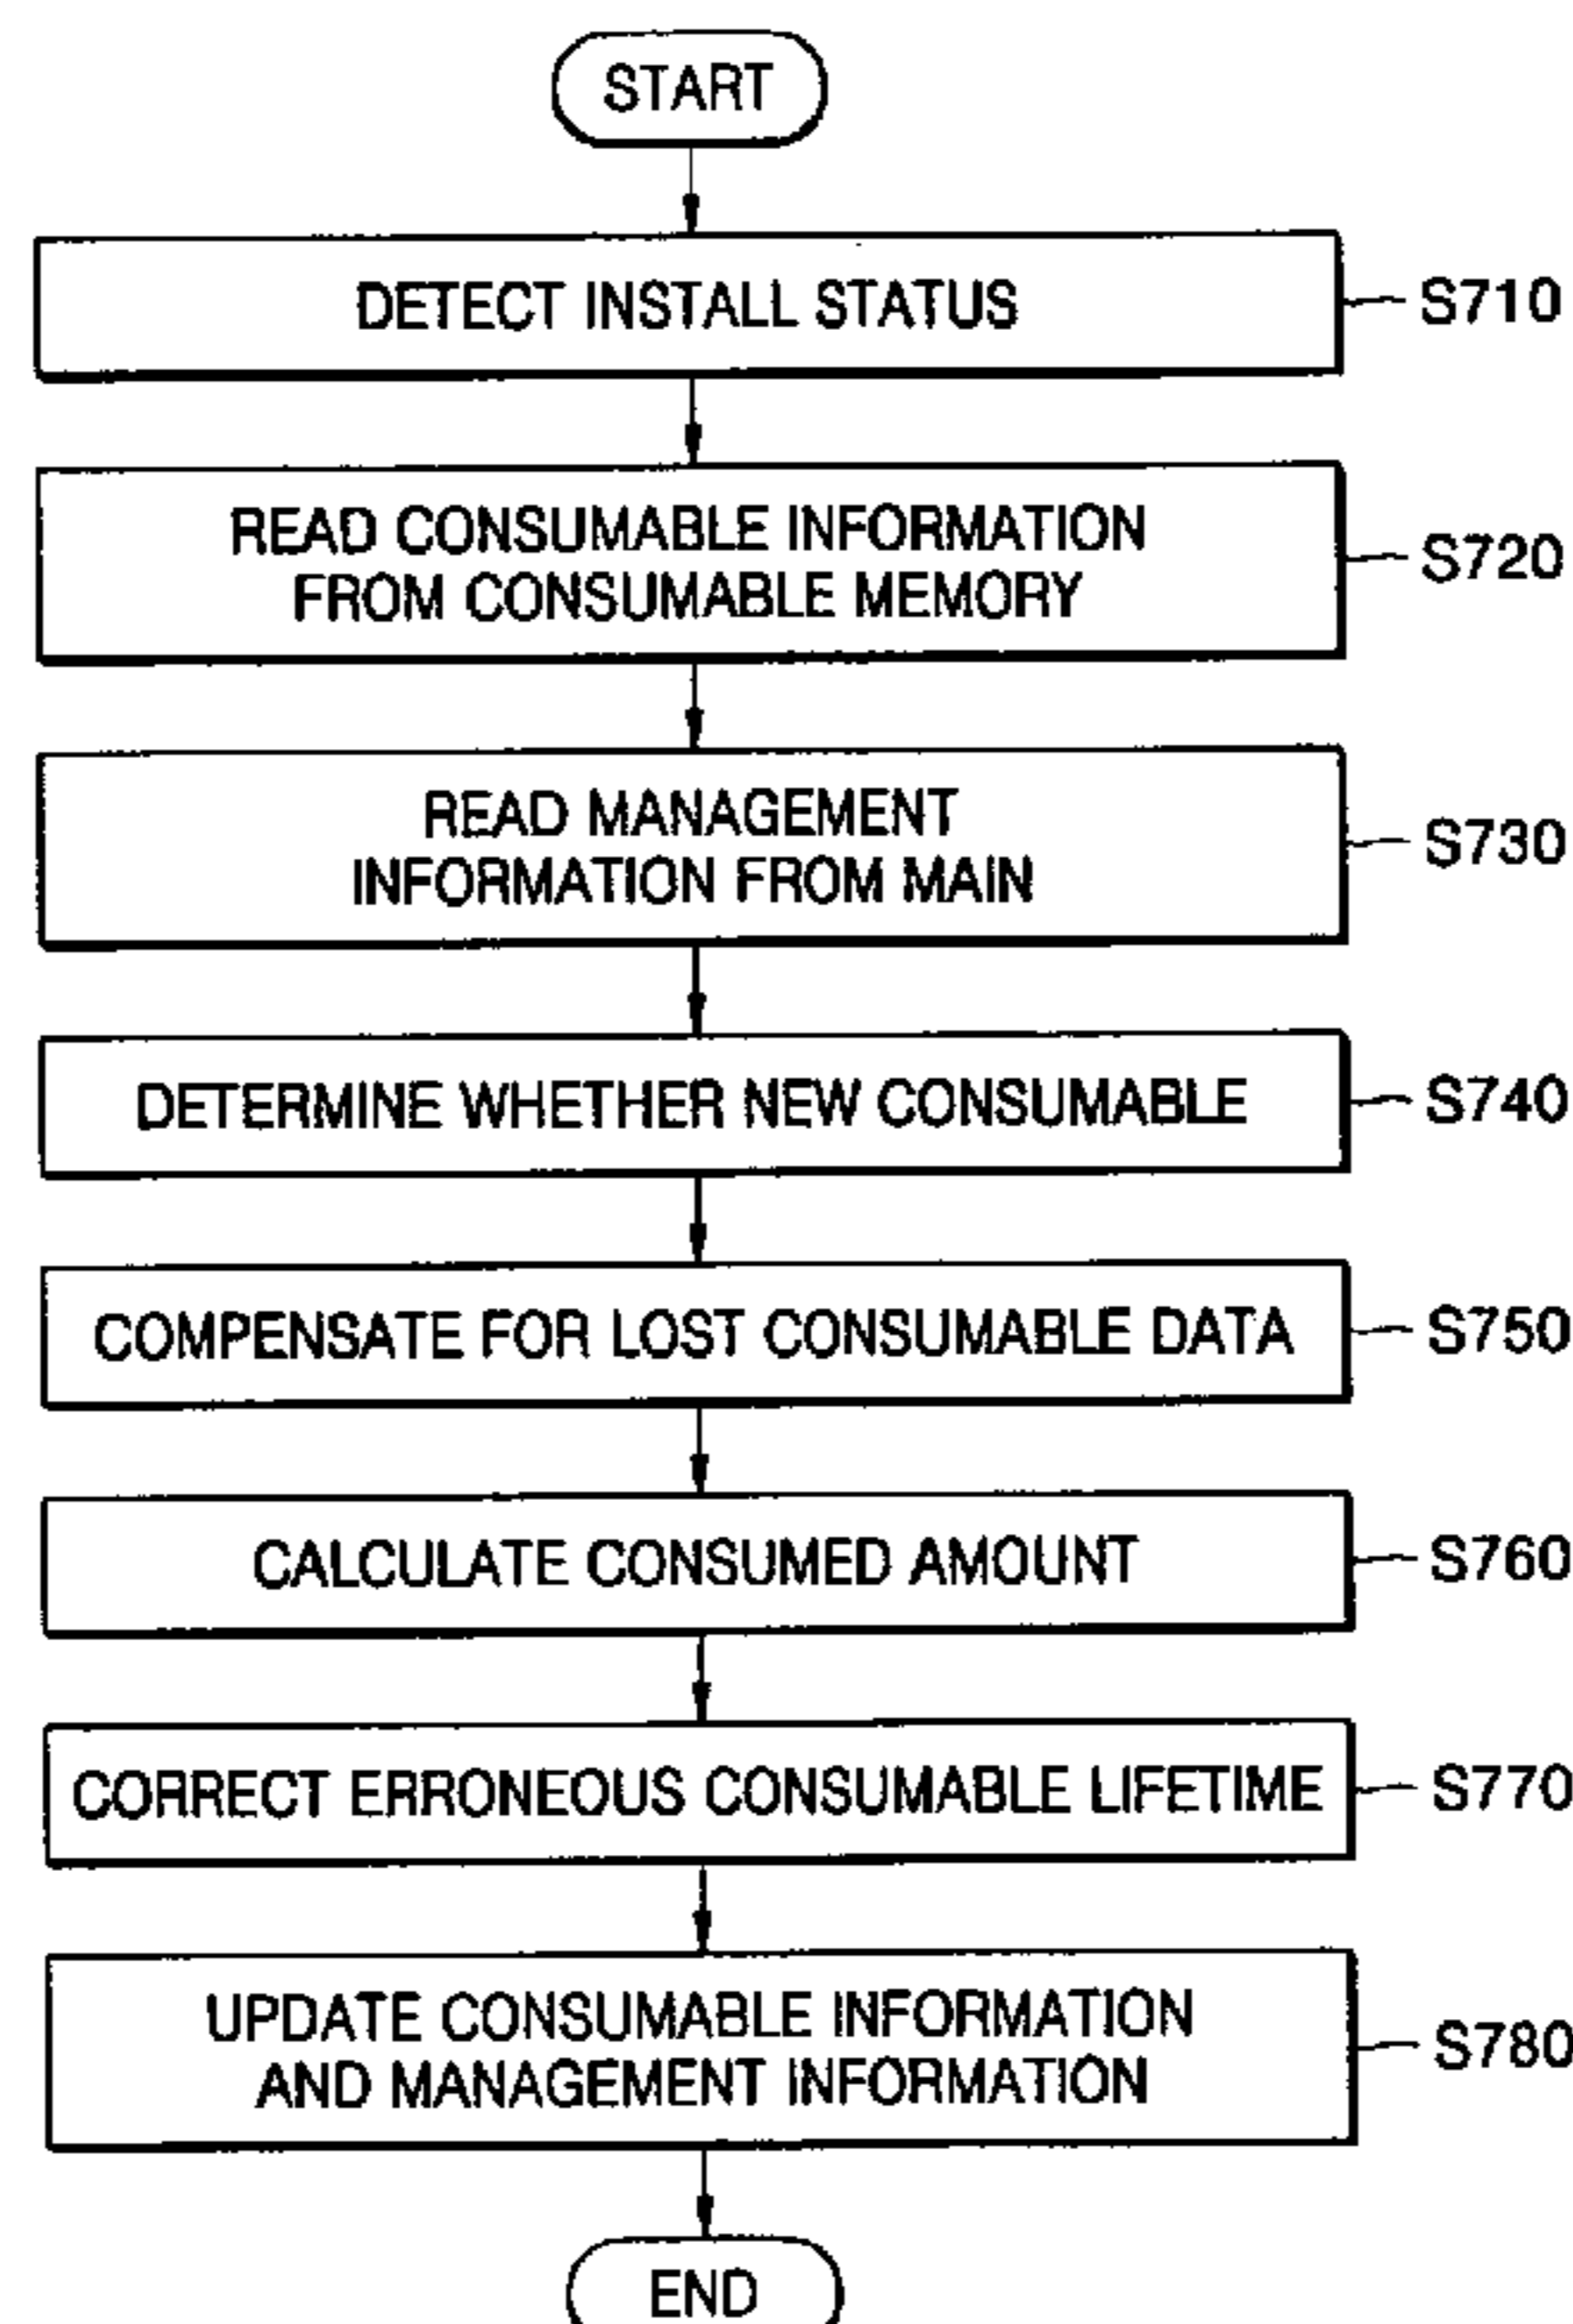 START
DETECT INSTALL STATUS
S710
READ CONSUMABLE INFORMATION
FROM CONSUMABLE MEMORY
S720
READ MANAGEMENT
INFORMATION FROM MAIN
S730
DETERMINE WHETHER NEW CONSUMABLE
S740
COMPENSATE FOR LOST CONSUMABLE DATA
S750
CALCULATE CONSUMED AMOUNT
S760
CORRECT ERRONEOUS CONSUMABLE LIFETIME
S770
UPDATE CONSUMABLE INFORMATION
AND MANAGEMENT INFORMATION
S780
END